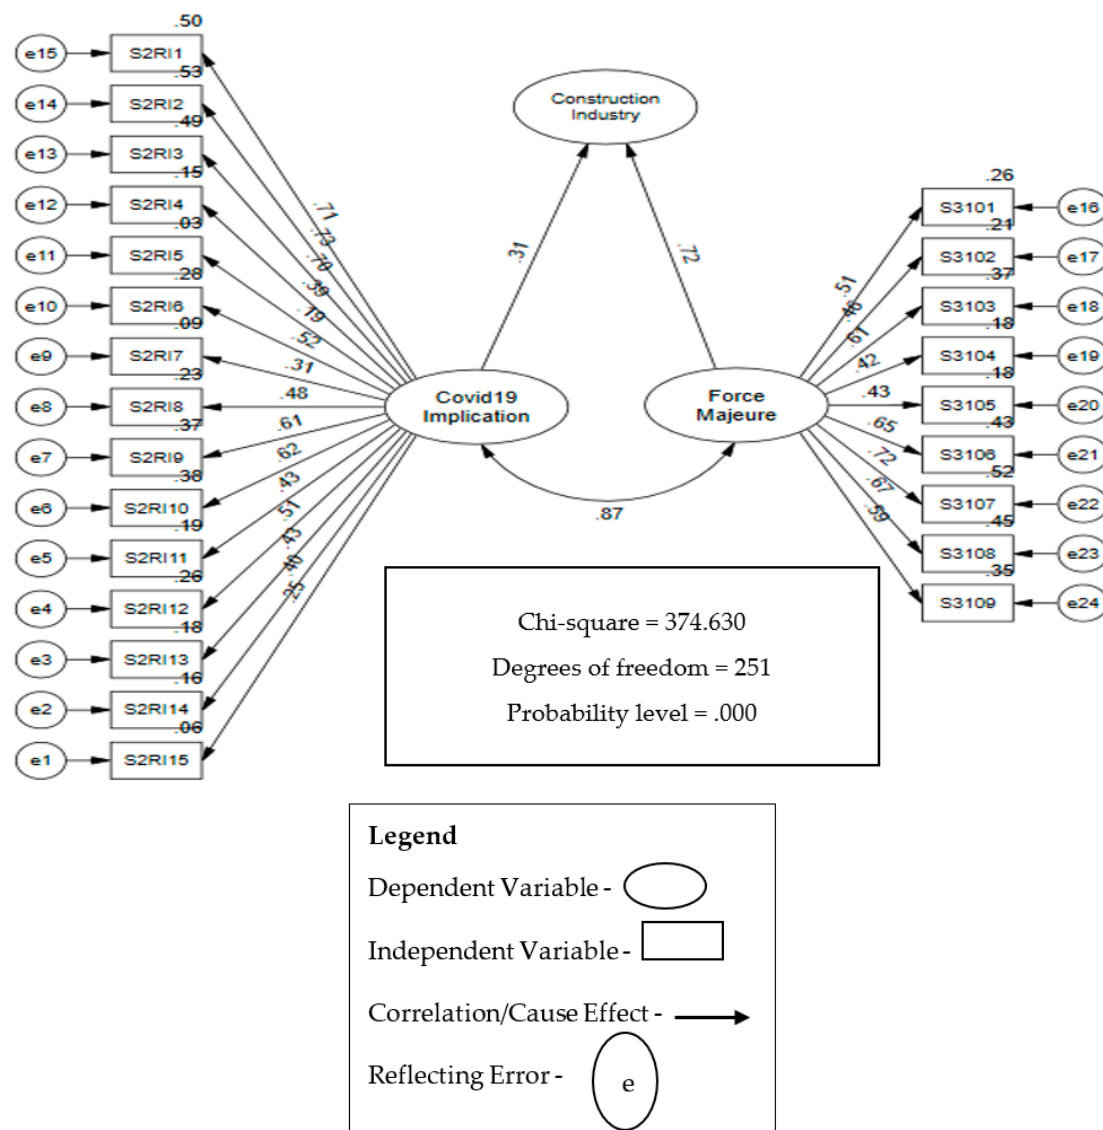 .50
e15 S2RI1
.53
e14 S2RI2
.49
e13 S2RI3
.15
e12 S2RI4
.03
e11 S2RI5
.28
e10 S2RI6
.09
e9 S2RI7
.23
e8 S2RI8
.37
e7 S2RI9
.38
e6 S2RI10
.19
e5 S2RI11
.26
e4 S2RI12
.18
e3 S2RI13
.16
e2 S2RI14
.06
e1 S2RI15
.71
.73
.70
.39
.19
.52
.31
.48
.61
.62
.43
.51
.43
.40
.25
Construction
Industry
.31
.72
Covid19
Implication
Force
Majeure
.87
.51
.46
.61
.42
.43
.65
.72
.67
.59
.26
S3101 e16
.21
S3102 e17
.37
S3103 e18
.18
S3104 e19
.18
S3105 e20
.43
S3106 e21
.52
S3107 e22
.45
S3108 e23
.35
S3109 e24
Chi-square = 374.630
Degrees of freedom = 251
Probability level = .000
Legend
Dependent Variable -
Independent Variable -
Correlation/Cause Effect -
Reflecting Error - e